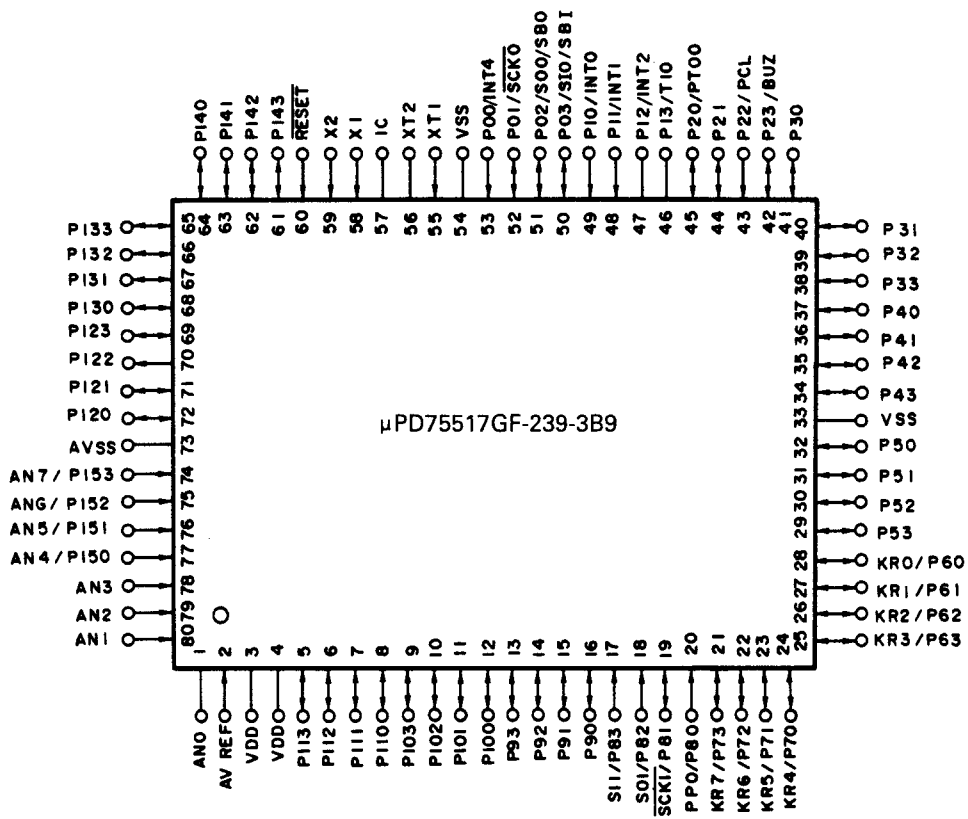 P140
P141
P142
P143
RESET
X2
X1
IC
XT2
XT1
VSS
P00/INT4
P01/SCK0
P02/SO0/SB0
P03/SI0/SBI
P10/INT0
P11/INT1
P12/INT2
P13/TI0
P20/PTO0
P21
P22/PCL
P23/BUZ
P30
65
64
63
62
61
60
59
58
57
56
55
54
53
52
51
50
49
48
47
46
45
44
43
42
41
40
P133
P132
P131
P130
P123
P122
P121
P120
AVSS
AN7/P153
AN6/P152
AN5/P151
AN4/P150
AN3
AN2
AN1
66
67
68
69
70
71
72
73
74
75
76
77
78
79
80
μPD75517GF-239-3B9
39
38
37
36
35
34
33
32
31
30
29
28
27
26
25
P31
P32
P33
P40
P41
P42
P43
VSS
P50
P51
P52
P53
KR0/P60
KR1/P61
KR2/P62
KR3/P63
1
2
3
4
5
6
7
8
9
10
11
12
13
14
15
16
17
18
19
20
21
22
23
24
AN0
AV REF
VDD
VDD
P113
P112
P111
P110
P103
P102
P101
P100
P93
P92
P91
P90
SI1/P83
SO1/P82
SCK1/P81
PP0/P80
KR7/P73
KR6/P72
KR5/P71
KR4/P70